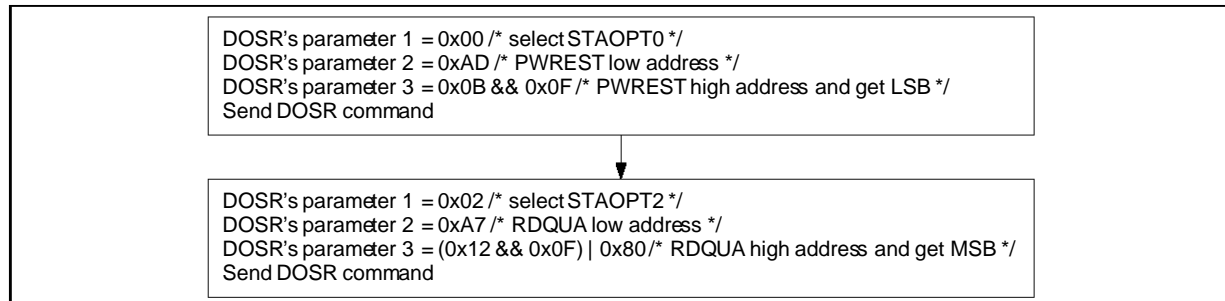 DOSR's parameter 1 = 0x00 /* select STAOPT0 */
DOSR's parameter 2 = 0xAD /* PWREST low address */
DOSR's parameter 3 = 0x0B && 0x0F /* PWREST high address and get LSB */
Send DOSR command
DOSR's parameter 1 = 0x02 /* select STAOPT2 */
DOSR's parameter 2 = 0xA7 /* RDQUA low address */
DOSR's parameter 3 = (0x12 && 0x0F) | 0x80 /* RDQUA high address and get MSB */
Send DOSR command